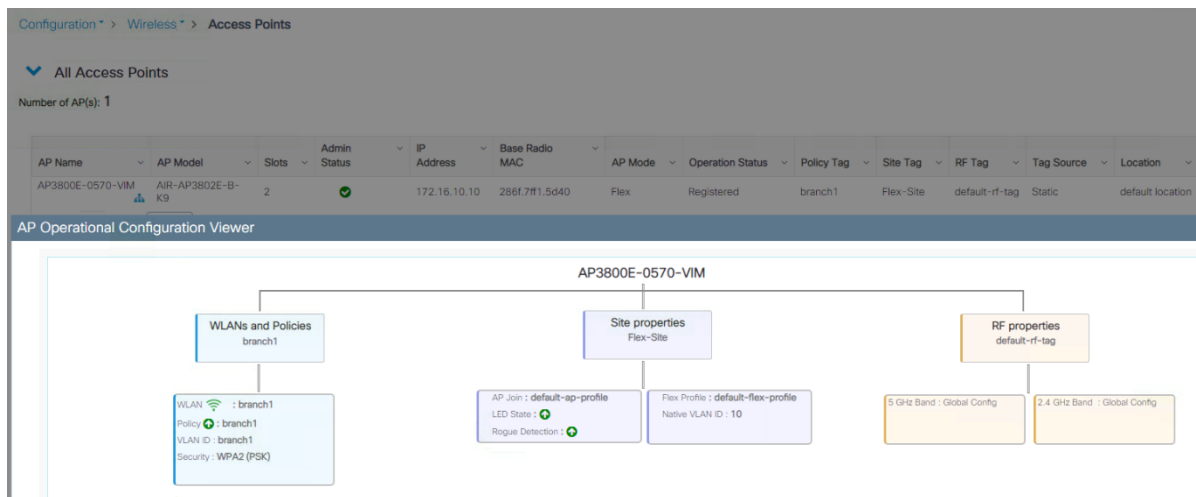 Configuration > Wireless > Access Points
All Access Points
Number of AP(s): 1
AP Name AP Model Slots Admin Status IP Address Base Radio MAC AP Mode Operation Status Policy Tag Site Tag RF Tag Tag Source Location
AP3800E-0570-VIM AIR-AP3802E-B-K9 2 172.16.10.10 286f.7ff1.5d40 Flex Registered branch1 Flex-Site default-rf-tag Static default location
AP Operational Configuration Viewer
AP3800E-0570-VIM
WLANs and Policies
branch1
Site properties
Flex-Site
RF properties
default-rf-tag
WLAN : branch1
Policy : branch1
VLAN ID : branch1
Security : WPA2 (PSK)
AP Join : default-ap-profile
LED State :
Rogue Detection :
Flex Profile : default-flex-profile
Native VLAN ID : 10
5 GHz Band : Global Config
2.4 GHz Band : Global Config